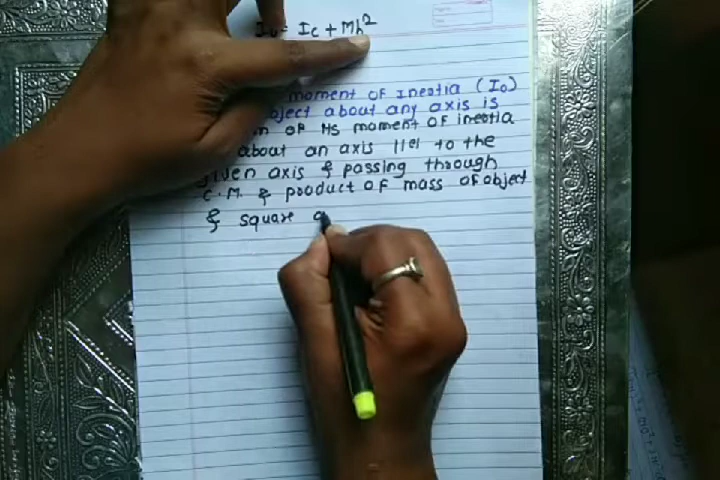 Io = Ic + Mh²
moment of Inertia (Io)
object about any axis is
of its moment of inertia
about an axis llel to the
given axis & passing through
C.M. & product of mass of object
& square o